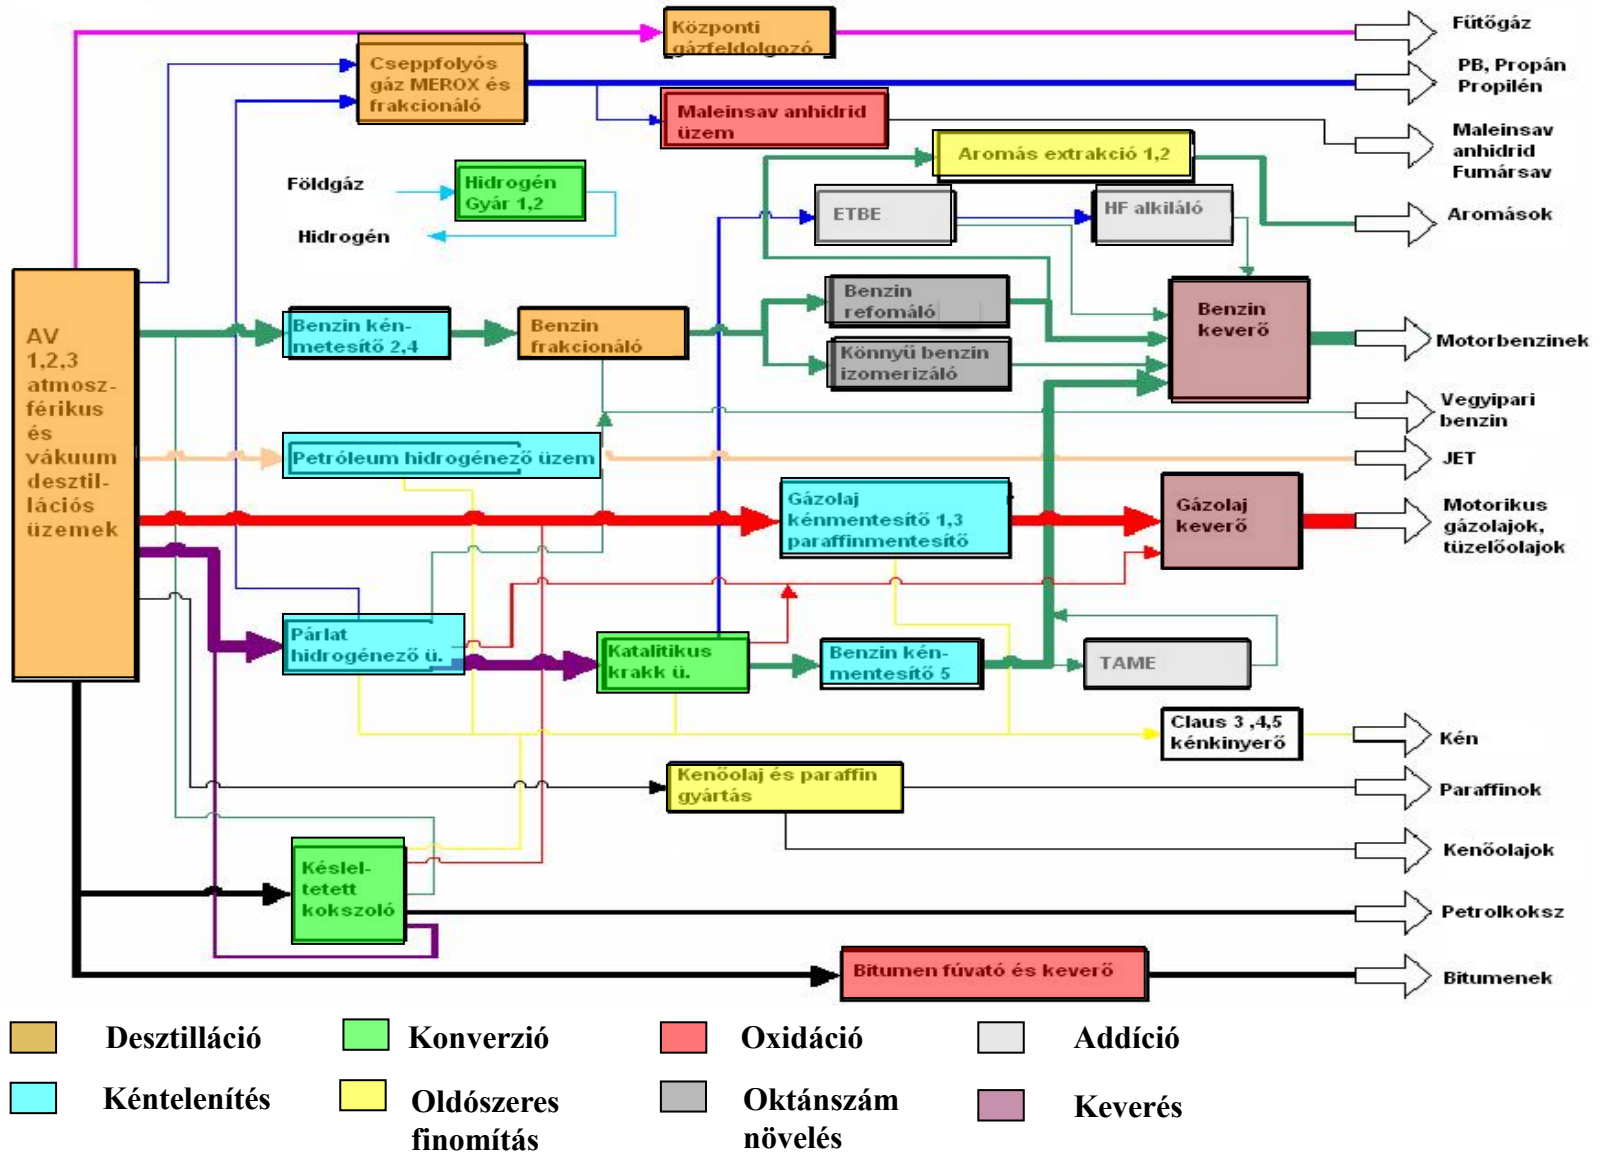 Központi
gázfeldolgozó
Fűtőgáz
Cseppfolyós
gáz MEROX és
frakcionáló
PB, Propán
Propilén
Maleinsav anhidrid
üzem
Maleinsav
anhidrid
Fumársav
Aromás extrakció 1,2
Földgáz
Hidrogén
Gyár 1,2
Hidrogén
ETBE
HF alkiláló
Aromások
AV
1,2,3
atmosz-
férikus
és
vákuum
desztil-
lációs
üzemek
Benzin kén-
metesítő 2,4
Benzin
frakcionáló
Benzin
refomáló
Könnyű benzin
izomerizáló
Benzin
keverő
Motorbenzinek
Vegyipari
benzin
Petróleum hidrogénező üzem
JET
Gázolaj
kénmentesítő 1,3
paraffinmentesítő
Gázolaj
keverő
Motorikus
gázolajok,
tüzelőolajok
Párlat
hidrogénező ü.
Katalitikus
krakk ü.
Benzin kén-
mentesítő 5
TAME
Claus 3 ,4,5
kénkinyerő
Kén
Kenőolaj és paraffin
gyártás
Paraffinok
Kenőolajok
Késlel-
tetett
kokszoló
Petrolkoksz
Bitumen fúvató és keverő
Bitumenek
Desztilláció
Konverzió
Oxidáció
Addíció
Kéntelenítés
Oldószeres
finomítás
Oktánszám
növelés
Keverés